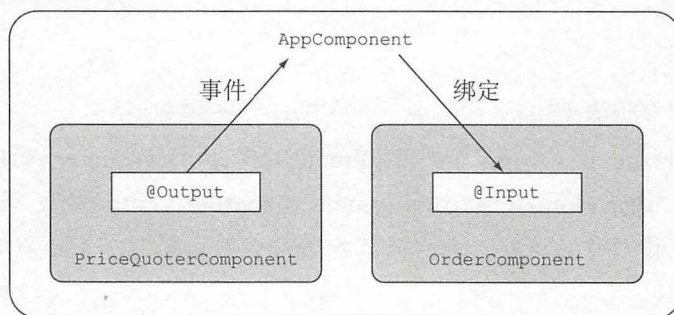 AppComponent
事件
绑定
@Output
@Input
PriceQuoterComponent
OrderComponent